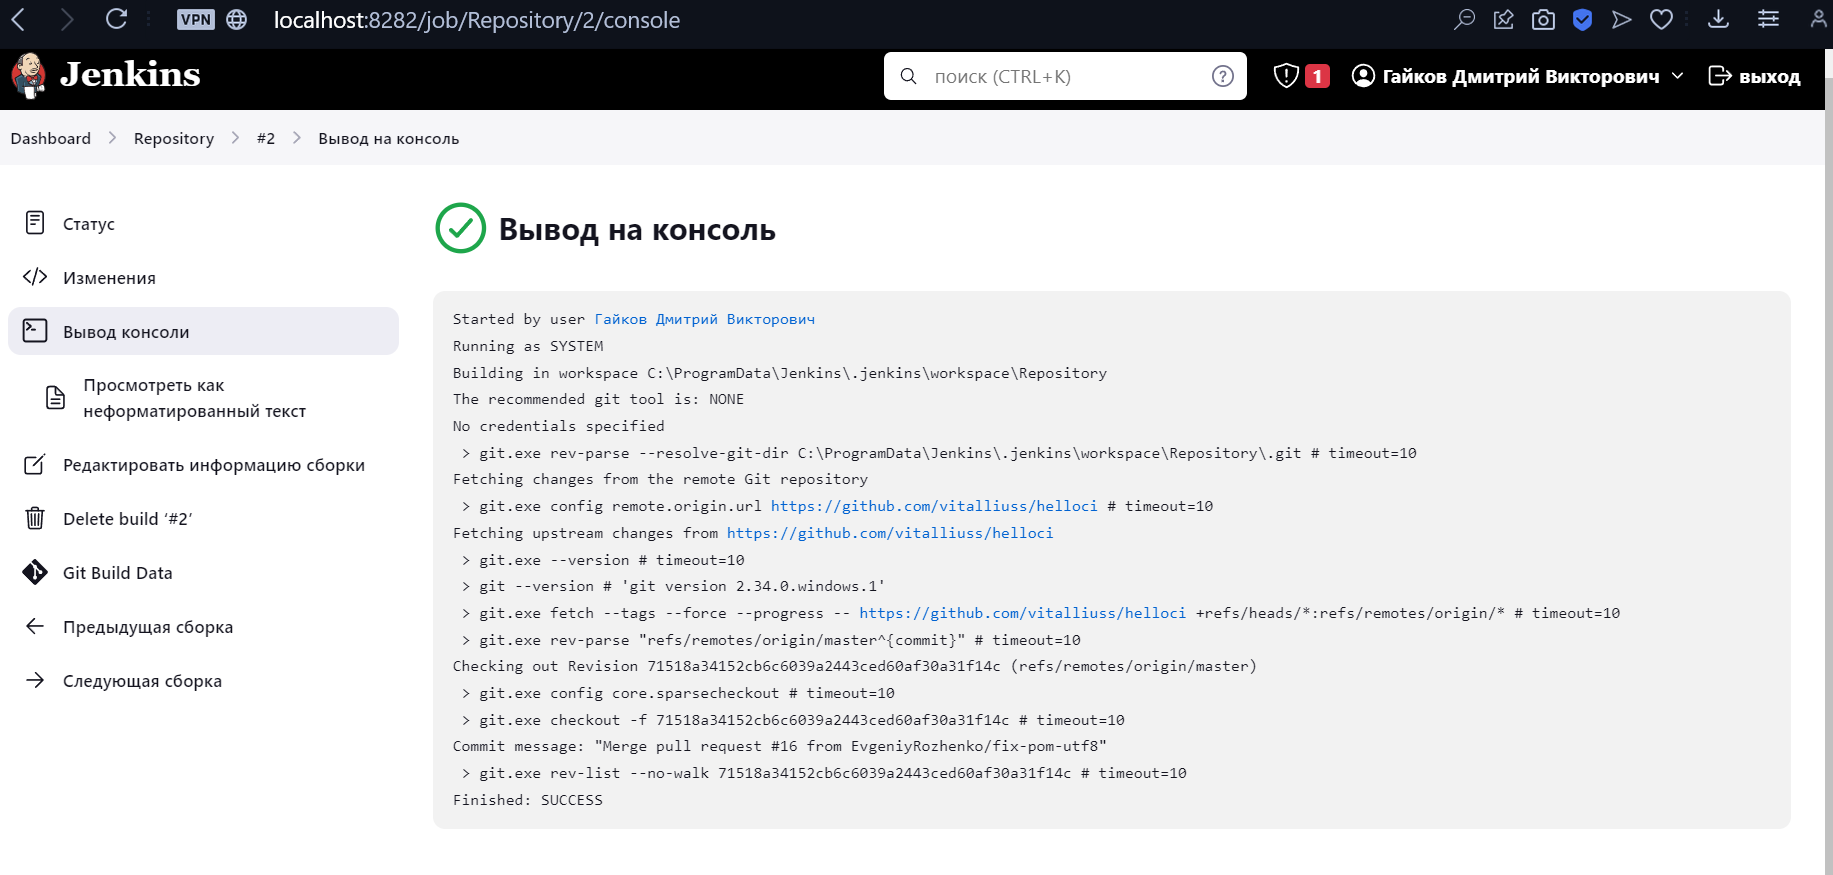 VPN localhost:8282/job/Repository/2/console
Jenkins поиск (CTRL+K) ? 1 Гайков Дмитрий Викторович выход
Dashboard Repository #2 Вывод на консоль
Статус
Изменения
Вывод консоли
Просмотреть как
неформатированный текст
Редактировать информацию сборки
Delete build ‘#2’
Git Build Data
Предыдущая сборка
Следующая сборка
Вывод на консоль
Started by user Гайков Дмитрий Викторович
Running as SYSTEM
Building in workspace C:\ProgramData\Jenkins\.jenkins\workspace\Repository
The recommended git tool is: NONE
No credentials specified
> git.exe rev-parse --resolve-git-dir C:\ProgramData\Jenkins\.jenkins\workspace\Repository\.git # timeout=10
Fetching changes from the remote Git repository
> git.exe config remote.origin.url https://github.com/vitalliuss/helloci # timeout=10
Fetching upstream changes from https://github.com/vitalliuss/helloci
> git.exe --version # timeout=10
> git --version # 'git version 2.34.0.windows.1'
> git.exe fetch --tags --force --progress -- https://github.com/vitalliuss/helloci +refs/heads/*:refs/remotes/origin/* # timeout=10
> git.exe rev-parse "refs/remotes/origin/master^{commit}" # timeout=10
Checking out Revision 71518a34152cb6c6039a2443ced60af30a31f14c (refs/remotes/origin/master)
> git.exe config core.sparsecheckout # timeout=10
> git.exe checkout -f 71518a34152cb6c6039a2443ced60af30a31f14c # timeout=10
Commit message: "Merge pull request #16 from EvgeniyRozhenko/fix-pom-utf8"
> git.exe rev-list --no-walk 71518a34152cb6c6039a2443ced60af30a31f14c # timeout=10
Finished: SUCCESS